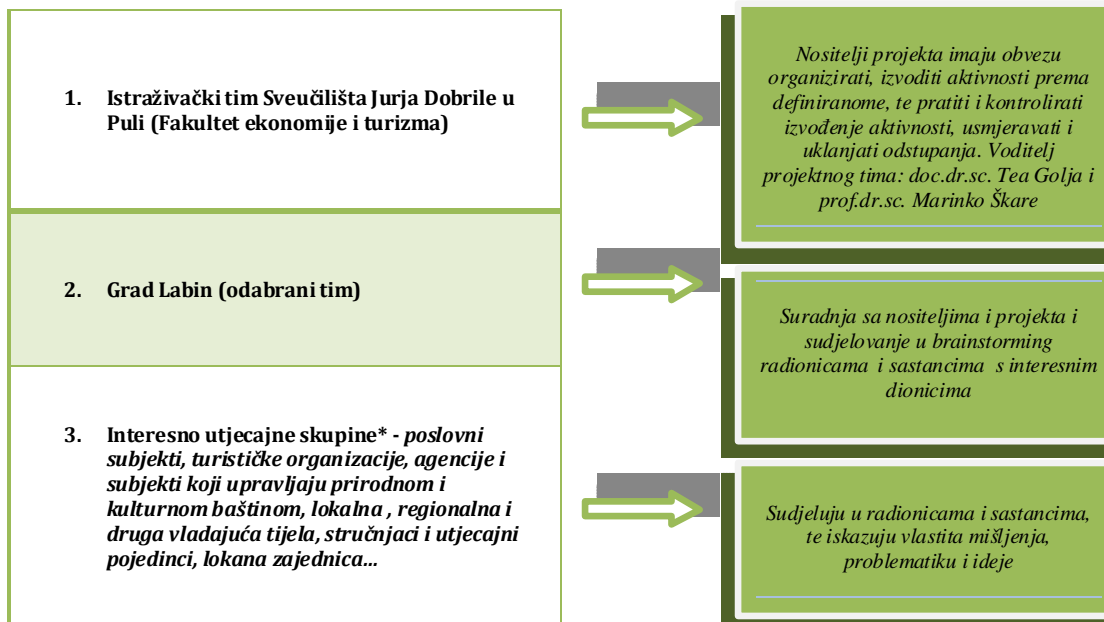 1. Istraživački tim Sveučilišta Jurja Dobrile u
Puli (Fakultet ekonomije i turizma)
Nositelji projekta imaju obvezu
organizirati, izvoditi aktivnosti prema
definiranome, te pratiti i kontrolirati
izvođenje aktivnosti, usmjeravati i
uklanjati odstupanja. Voditelj
projektnog tima: doc.dr.sc. Tea Golja i
prof.dr.sc. Marinko Škare
2. Grad Labin (odabrani tim)
Suradnja sa nositeljima i projekta i
sudjelovanje u brainstorming
radionicama i sastancima s interesnim
dionicima
3. Interesno utjecajne skupine* - poslovni
subjekti, turističke organizacije, agencije i
subjekti koji upravljaju prirodnom i
kulturnom baštinom, lokalna , regionalna i
druga vladajuća tijela, stručnjaci i utjecajni
pojedinci, lokana zajednica...
Sudjeluju u radionicama i sastancima,
te iskazuju vlastita mišljenja,
problematiku i ideje